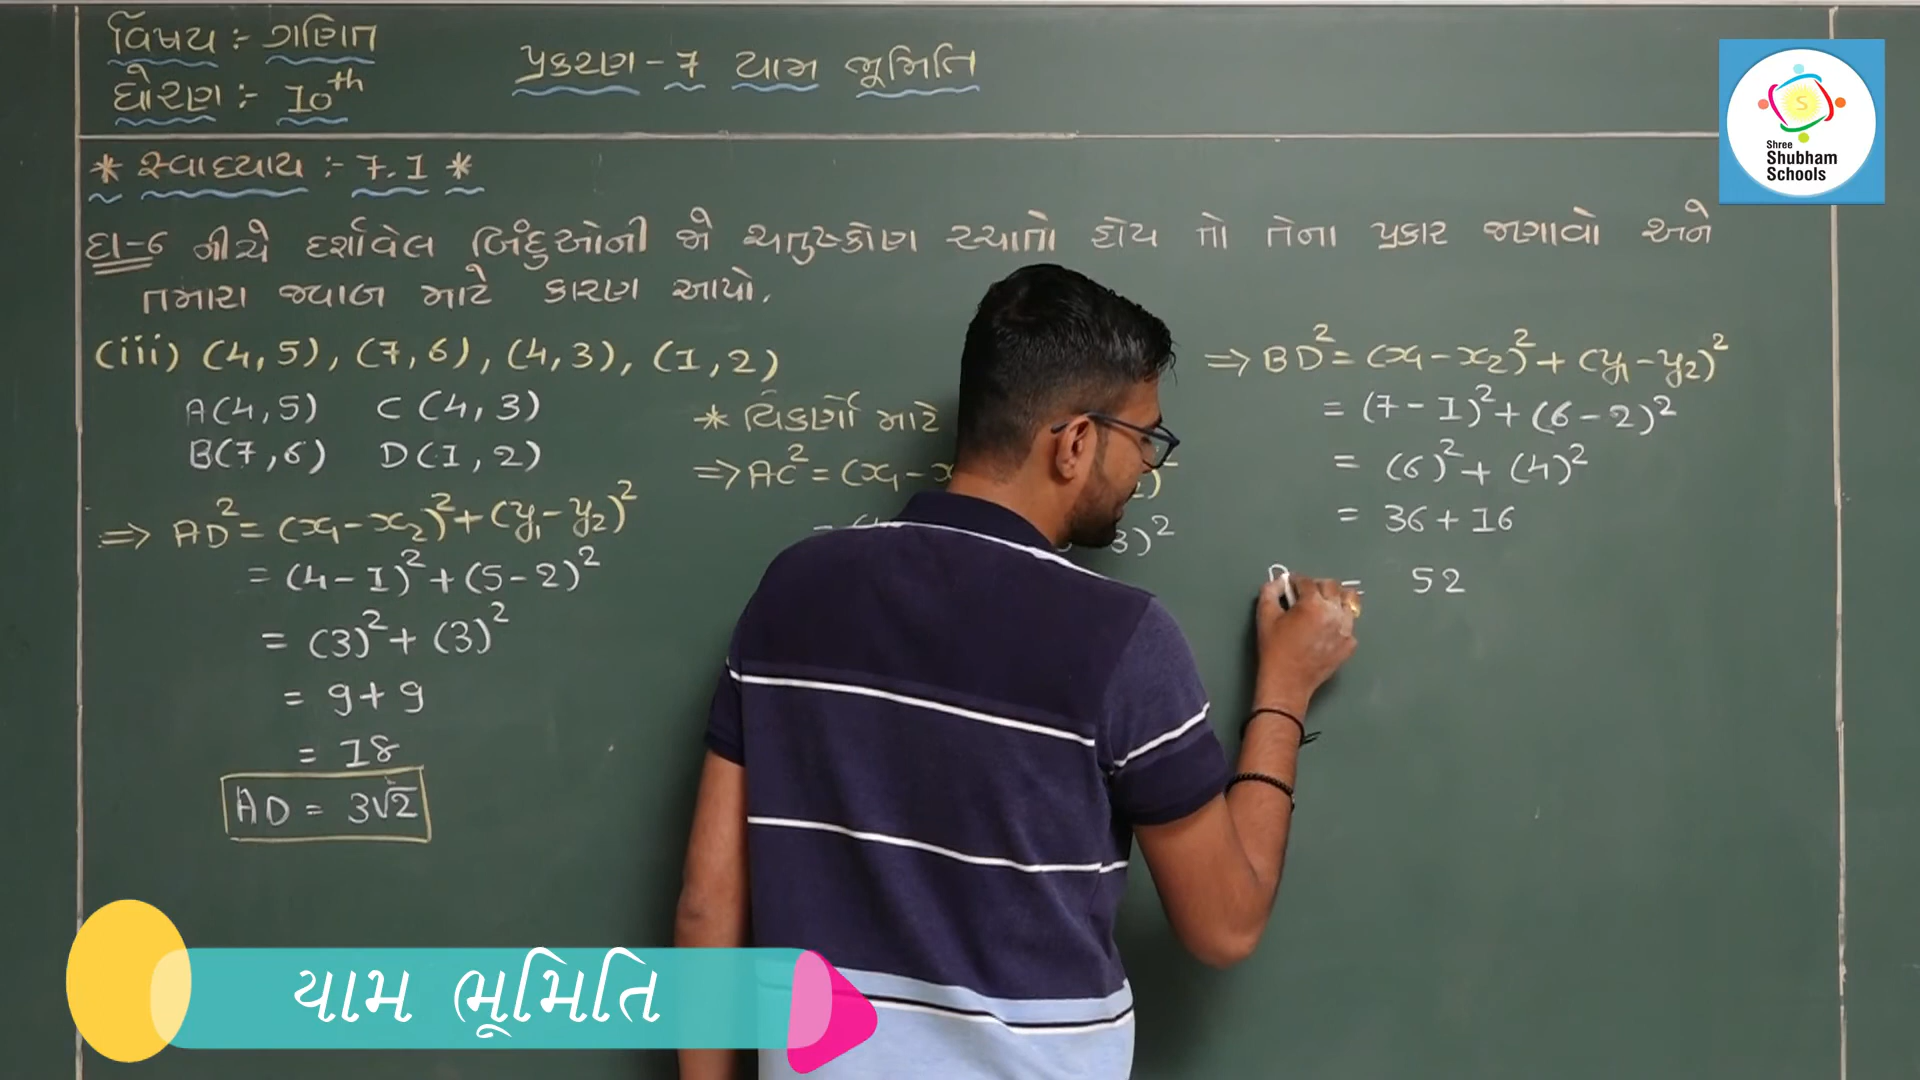 વિષય :- ગણિત
ધોરણ :- 10th
પ્રકરણ - 7 યામ ભૂમિતિ
Shree
Shubham
Schools
* સ્વાધ્યાય :- 7.1 *
દા-6 નીચે દર્શાવેલ બિંદુઓની જો ચતુષ્કોણ રચાતો હોય તો તેના પ્રકાર જણાવો અને
તમારા જવાબ માટે કારણ આપો.
(iii) (4,5), (7,6), (4,3), (1,2)
A(4,5) C(4,3)
B(7,6) D(1,2)
⇒ AD² = (x₁-x₂)²+(y₁-y₂)²
= (4-1)²+(5-2)²
= (3)²+(3)²
= 9+9
= 18
AD = 3√2
* વિકર્ણો માટે
⇒ AC² = (x₁-
3)²
⇒ BD² = (x₁-x₂)²+(y₁-y₂)²
= (7-1)²+(6-2)²
= (6)²+(4)²
= 36+16
= 52
યામ ભૂમિતિ